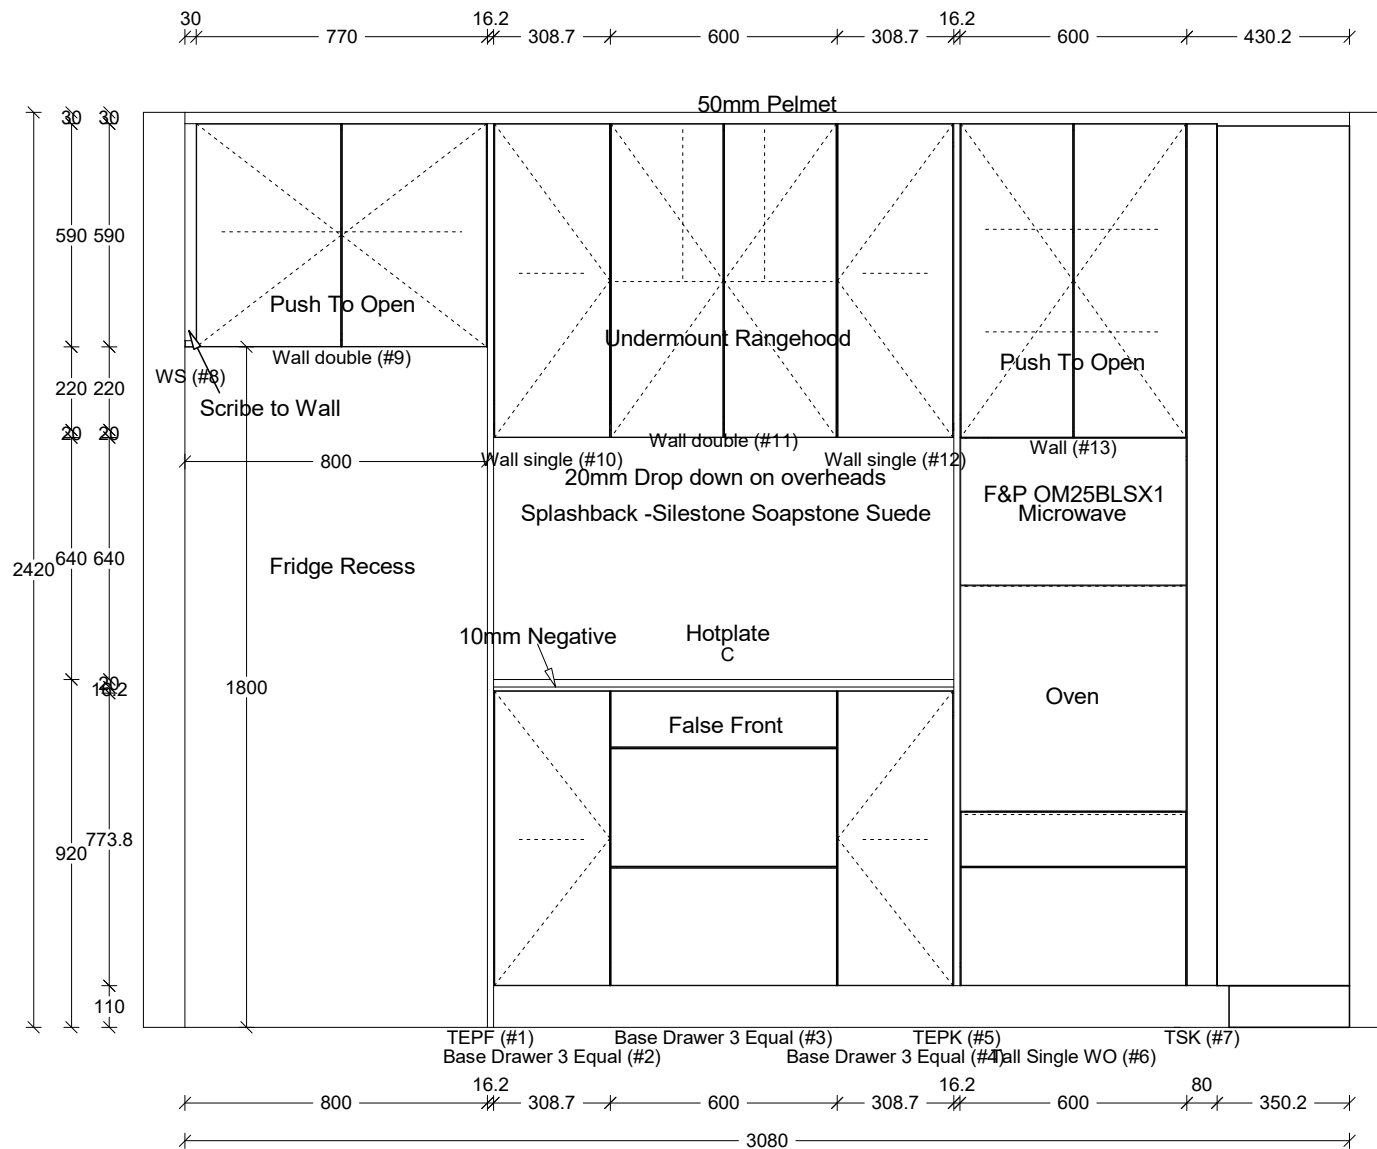 30
16.2
16.2
770
308.7
600
308.7
600
430.2
50mm Pelmet
30
30
590
590
Push To Open
Undermount Rangehood
Push To Open
Wall double (#9)
WS (#8)
220
220
Scribe to Wall
20
20
Wall double (#11)
Wall (#13)
800
Wall single (#10)
Wall single (#12)
20mm Drop down on overheads
F&P OM25BLSX1
Microwave
Splashback -Silestone Soapstone Suede
640
640
2420
Fridge Recess
10mm Negative
Hotplate
C
20
16.2
1800
Oven
False Front
773.8
920
110
TEPF (#1)
Base Drawer 3 Equal (#3)
TEPK (#5)
TSK (#7)
Base Drawer 3 Equal (#2)
Base Drawer 3 Equal (#4)
Tall Single WO (#6)
16.2
16.2
80
800
308.7
600
308.7
600
350.2
3080